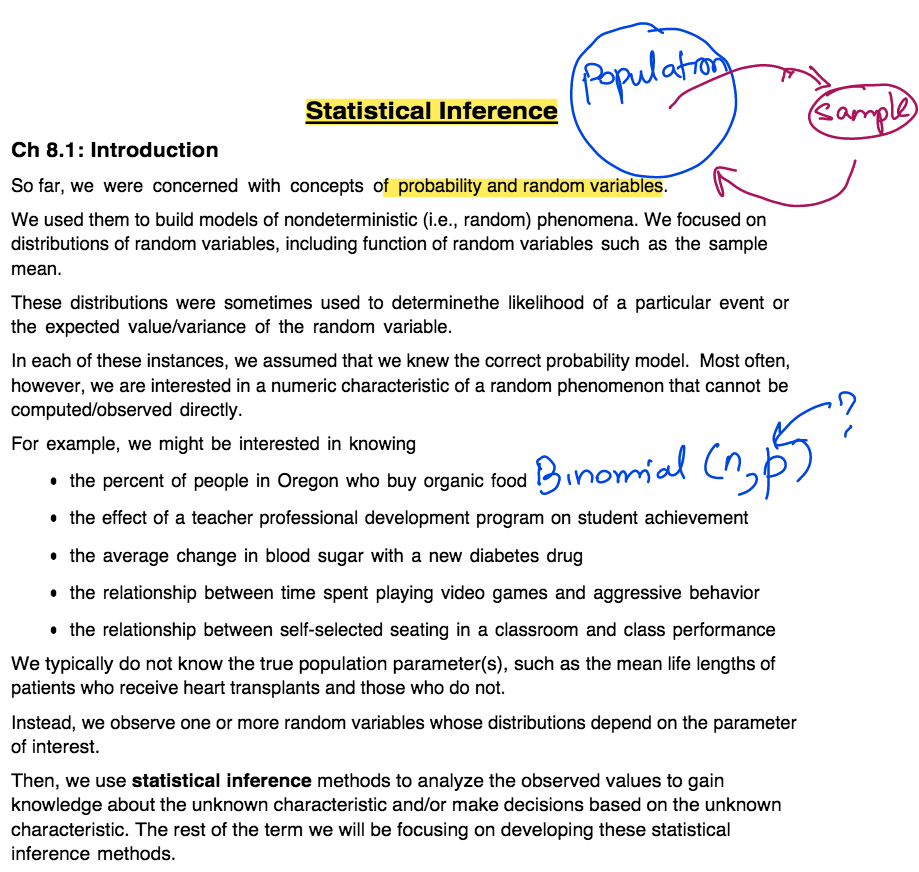 Population
Sample
Statistical Inference
Ch 8.1: Introduction
So far, we were concerned with concepts of probability and random variables.
We used them to build models of nondeterministic (i.e., random) phenomena. We focused on
distributions of random variables, including function of random variables such as the sample
mean.
These distributions were sometimes used to determinethe likelihood of a particular event or
the expected value/variance of the random variable.
In each of these instances, we assumed that we knew the correct probability model. Most often,
however, we are interested in a numeric characteristic of a random phenomenon that cannot be
computed/observed directly.
For example, we might be interested in knowing
?
• the percent of people in Oregon who buy organic food Binomial (n,p)
• the effect of a teacher professional development program on student achievement
• the average change in blood sugar with a new diabetes drug
• the relationship between time spent playing video games and aggressive behavior
• the relationship between self-selected seating in a classroom and class performance
We typically do not know the true population parameter(s), such as the mean life lengths of
patients who receive heart transplants and those who do not.
Instead, we observe one or more random variables whose distributions depend on the parameter
of interest.
Then, we use statistical inference methods to analyze the observed values to gain
knowledge about the unknown characteristic and/or make decisions based on the unknown
characteristic. The rest of the term we will be focusing on developing these statistical
inference methods.